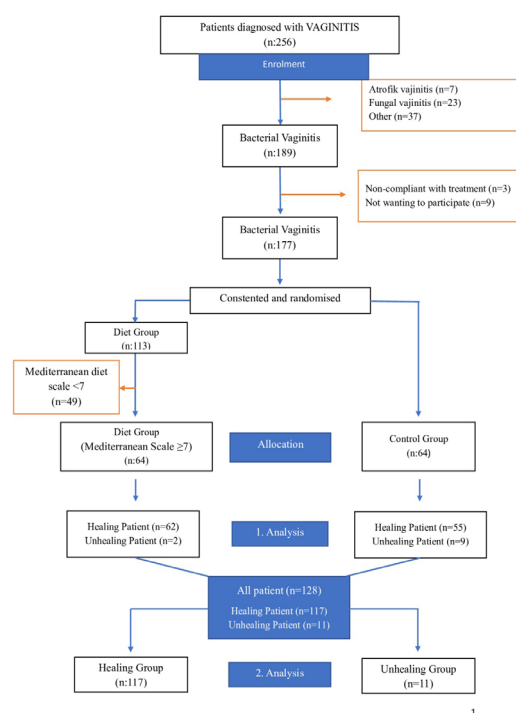 Patients diagnosed with VAGINITIS
(n:256)
Enrolment
Atrofik vajinitis (n=7)
Fungal vajinitis (n=23)
Other (n=37)
Bacterial Vaginitis
(n:189)
Non-compliant with treatment (n=3)
Not wanting to participate (n=9)
Bacterial Vaginitis
(n:177)
Constented and randomised
Diet Group
(n:113)
Mediterranean diet
scale <7
(n=49)
Diet Group
(Mediterranean Scale ≥7)
(n:64)
Allocation
Control Group
(n:64)
Healing Patient (n=62)
Unhealing Patient (n=2)
1. Analysis
Healing Patient (n=55)
Unhealing Patient (n=9)
All patient (n=128)
Healing Patient (n=117)
Unhealing Patient (n=11)
Healing Group
(n:117)
2. Analysis
Unhealing Group
(n=11)
1